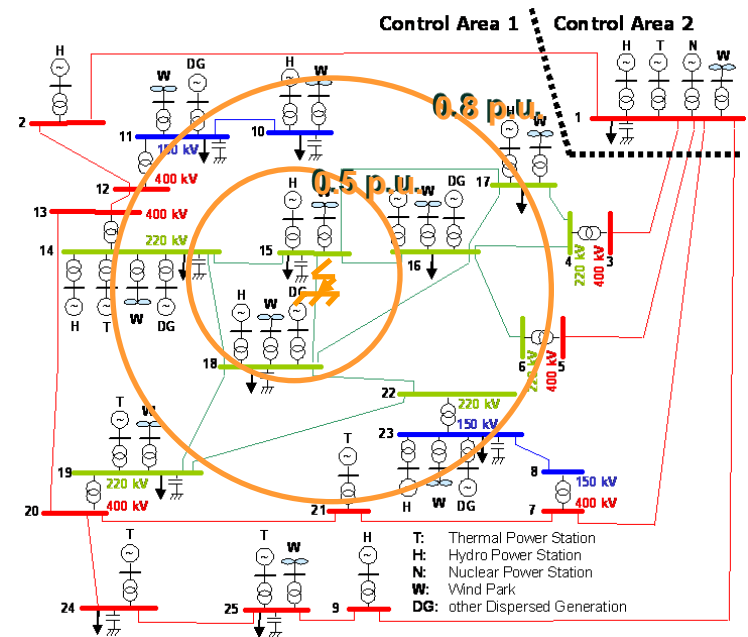 Control Area 1
Control Area 2
H
T
N
W
1
H
2
W
DG
H
W
11
150 kV
10
0.8 p.u.
H
W
17
12
400 kV
0.5 p.u.
13
400 kV
H
W
H
W
DG
14
220 kV
15
16
4
3
220 kV
400 kV
H
T
W
DG
DG
H
W
18
6
5
220 kV
400 kV
22
220 kV
T
W
23
150 kV
H
W
DG
19
220 kV
8
150 kV
20
400 kV
T
21
7
400 kV
T
24
T
W
25
H
9
T: Thermal Power Station
H: Hydro Power Station
N: Nuclear Power Station
W: Wind Park
DG: other Dispersed Generation